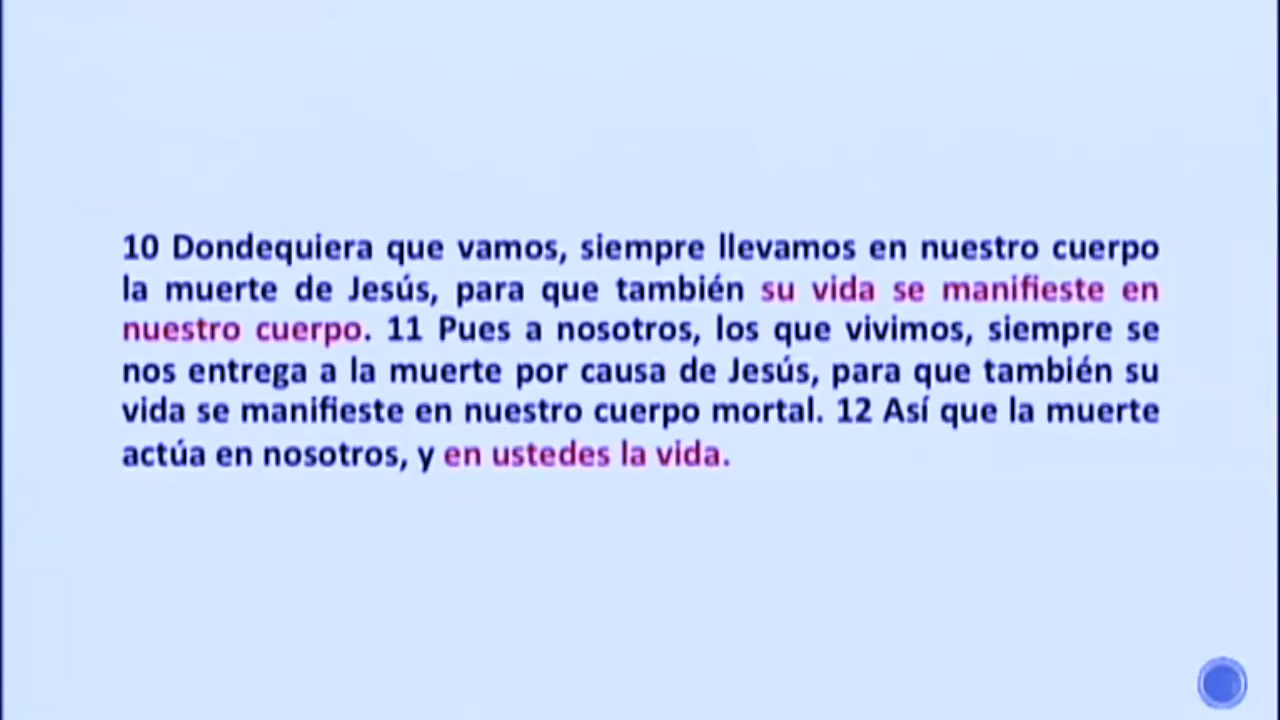 10 Dondequiera que vamos, siempre llevamos en nuestro cuerpo
la muerte de Jesús, para que también su vida se manifieste en
nuestro cuerpo. 11 Pues a nosotros, los que vivimos, siempre se
nos entrega a la muerte por causa de Jesús, para que también su
vida se manifieste en nuestro cuerpo mortal. 12 Así que la muerte
actúa en nosotros, y en ustedes la vida.